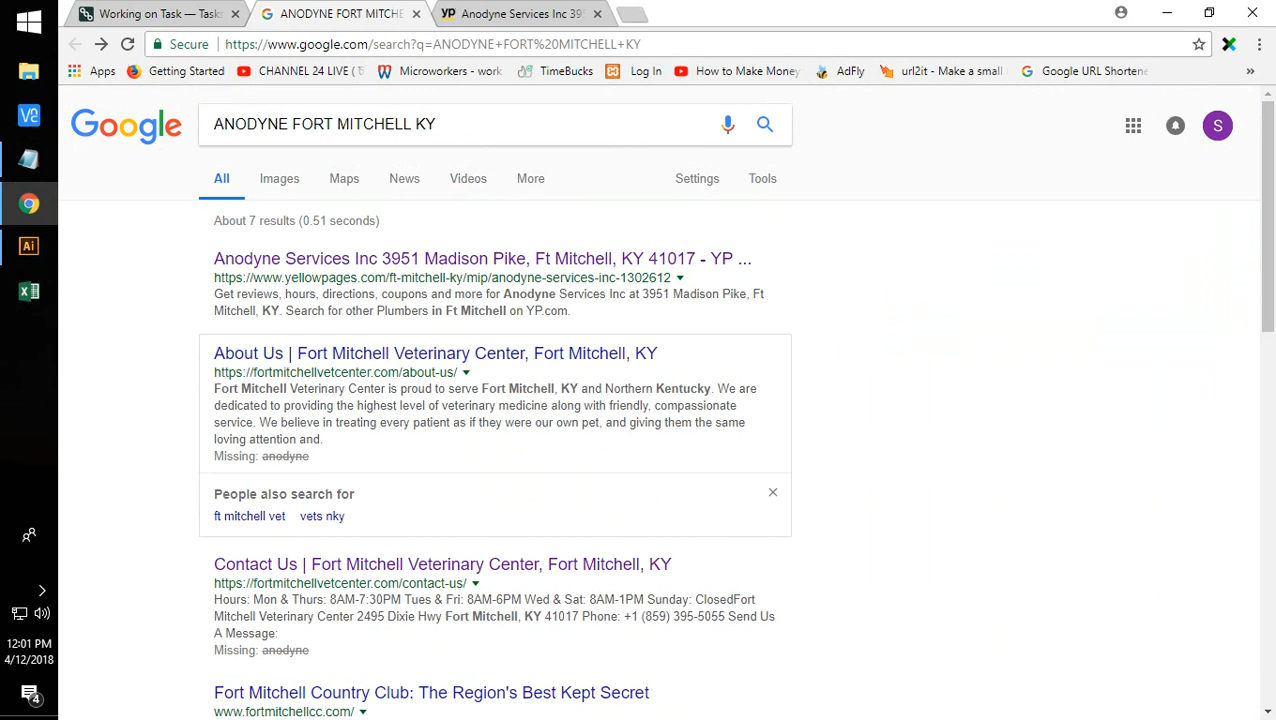 Working on Task — Tasks
ANODYNE FORT MITCHE
Anodyne Services Inc 395
Secure
https://www.google.com/search?q=ANODYNE+FORT%20MITCHELL+KY
Apps
Getting Started
CHANNEL 24 LIVE (
Microworkers - work
TimeBucks
Log In
How to Make Money
AdFly
url2it - Make a small
Google URL Shortene
»
Google
ANODYNE FORT MITCHELL KY
S
All
Images
Maps
News
Videos
More
Settings
Tools
About 7 results (0.51 seconds)
Anodyne Services Inc 3951 Madison Pike, Ft Mitchell, KY 41017 - YP ...
https://www.yellowpages.com/ft-mitchell-ky/mip/anodyne-services-inc-1302612
Get reviews, hours, directions, coupons and more for Anodyne Services Inc at 3951 Madison Pike, Ft
Mitchell, KY. Search for other Plumbers in Ft Mitchell on YP.com.
About Us | Fort Mitchell Veterinary Center, Fort Mitchell, KY
https://fortmitchellvetcenter.com/about-us/
Fort Mitchell Veterinary Center is proud to serve Fort Mitchell, KY and Northern Kentucky. We are
dedicated to providing the highest level of veterinary medicine along with friendly, compassionate
service. We believe in treating every patient as if they were our own pet, and giving them the same
loving attention and.
Missing: anodyne
People also search for
ft mitchell vet
vets nky
Contact Us | Fort Mitchell Veterinary Center, Fort Mitchell, KY
https://fortmitchellvetcenter.com/contact-us/
Hours: Mon & Thurs: 8AM-7:30PM Tues & Fri: 8AM-6PM Wed & Sat: 8AM-1PM Sunday: ClosedFort
Mitchell Veterinary Center 2495 Dixie Hwy Fort Mitchell, KY 41017 Phone: +1 (859) 395-5055 Send Us
A Message:
Missing: anodyne
Fort Mitchell Country Club: The Region's Best Kept Secret
www.fortmitchellcc.com/
Ai
12:01 PM
4/12/2018
4